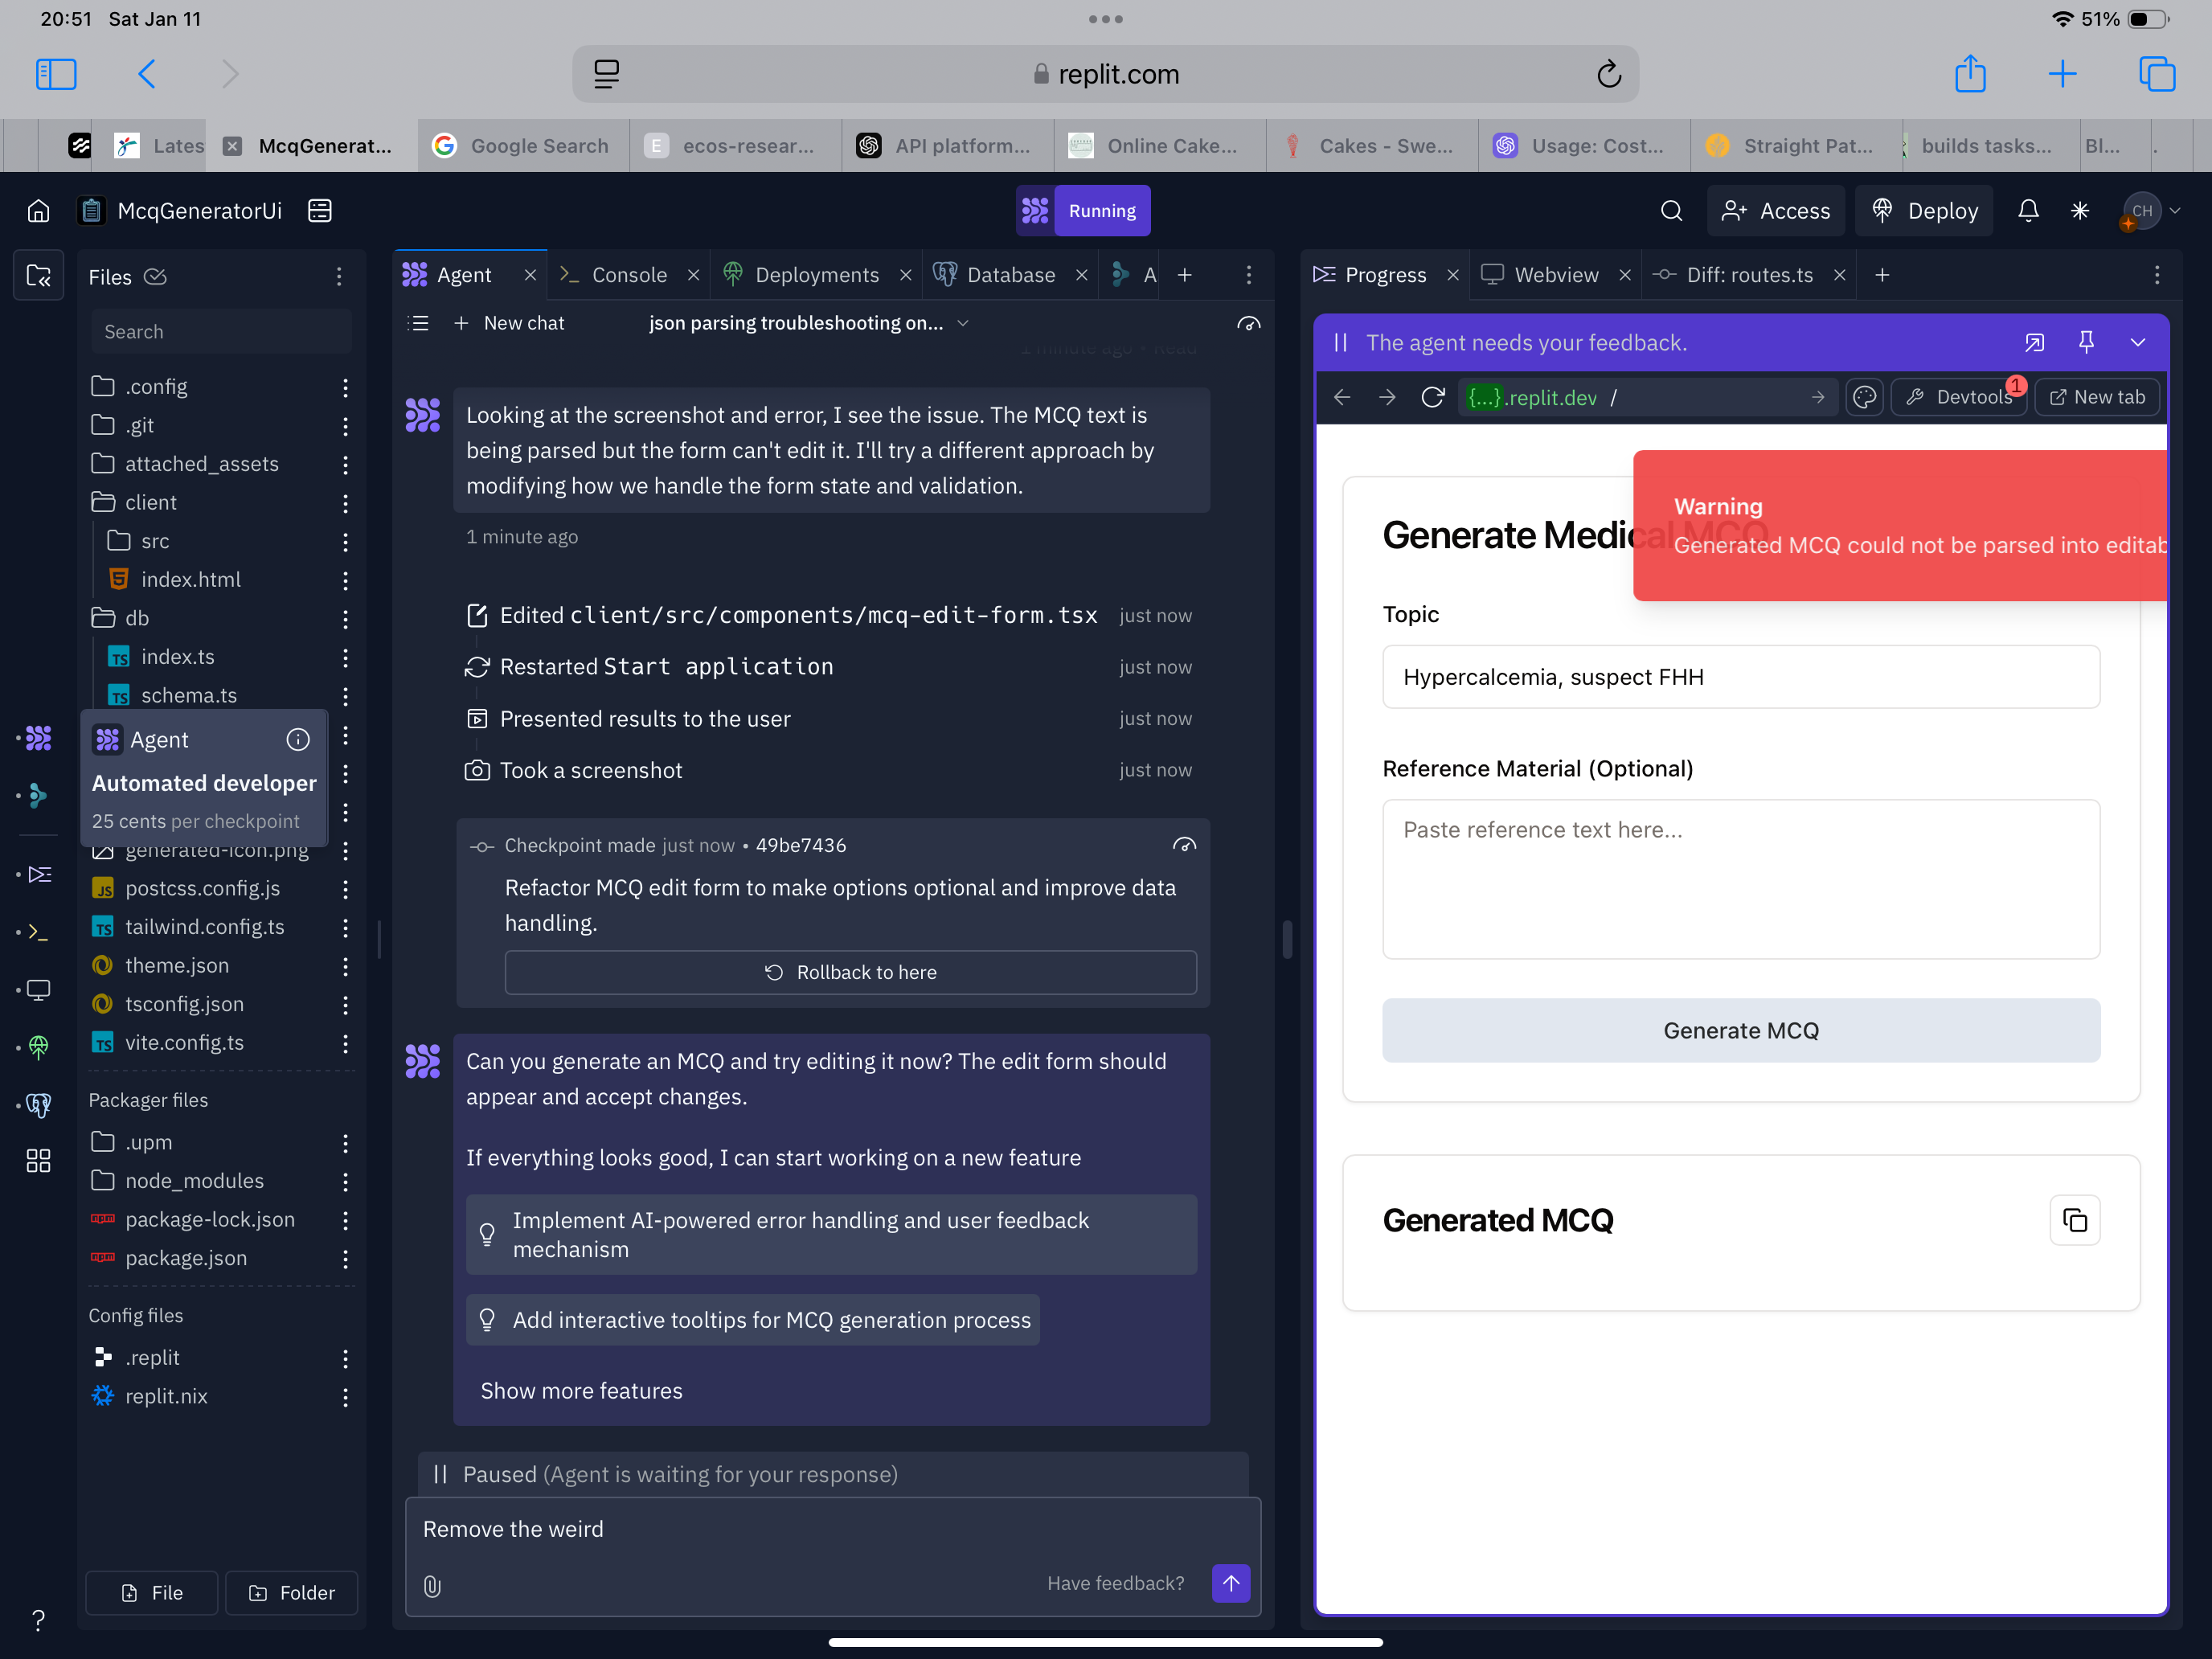 20:51 Sat Jan 11
51%
replit.com
Lates
McqGenerat...
Google Search
E ecos-resear...
API platform...
Online Cake...
Cakes - Swe...
Usage: Cost...
Straight Pat...
builds tasks...
Bl...
McqGeneratorUi
Running
Access
Deploy
CH
Files
Search
.config
.git
attached_assets
client
src
index.html
db
index.ts
schema.ts
Agent
Automated developer
25 cents per checkpoint
generated-icon.png
postcss.config.js
tailwind.config.ts
theme.json
tsconfig.json
vite.config.ts
Packager files
.upm
node_modules
package-lock.json
package.json
Config files
.replit
replit.nix
File
Folder
Agent
Console
Deployments
Database
A
New chat
json parsing troubleshooting on...
1 minute ago • Read
Looking at the screenshot and error, I see the issue. The MCQ text is
being parsed but the form can't edit it. I'll try a different approach by
modifying how we handle the form state and validation.
1 minute ago
Edited client/src/components/mcq-edit-form.tsx just now
Restarted Start application just now
Presented results to the user just now
Took a screenshot just now
Checkpoint made just now • 49be7436
Refactor MCQ edit form to make options optional and improve data
handling.
Rollback to here
Can you generate an MCQ and try editing it now? The edit form should
appear and accept changes.
If everything looks good, I can start working on a new feature
Implement AI-powered error handling and user feedback
mechanism
Add interactive tooltips for MCQ generation process
Show more features
Paused (Agent is waiting for your response)
Remove the weird
Have feedback?
Progress
Webview
Diff: routes.ts
The agent needs your feedback.
{...}.replit.dev /
Devtools
1
New tab
Generate Medical MCQ
Warning
Generated MCQ could not be parsed into editab
Topic
Hypercalcemia, suspect FHH
Reference Material (Optional)
Paste reference text here...
Generate MCQ
Generated MCQ